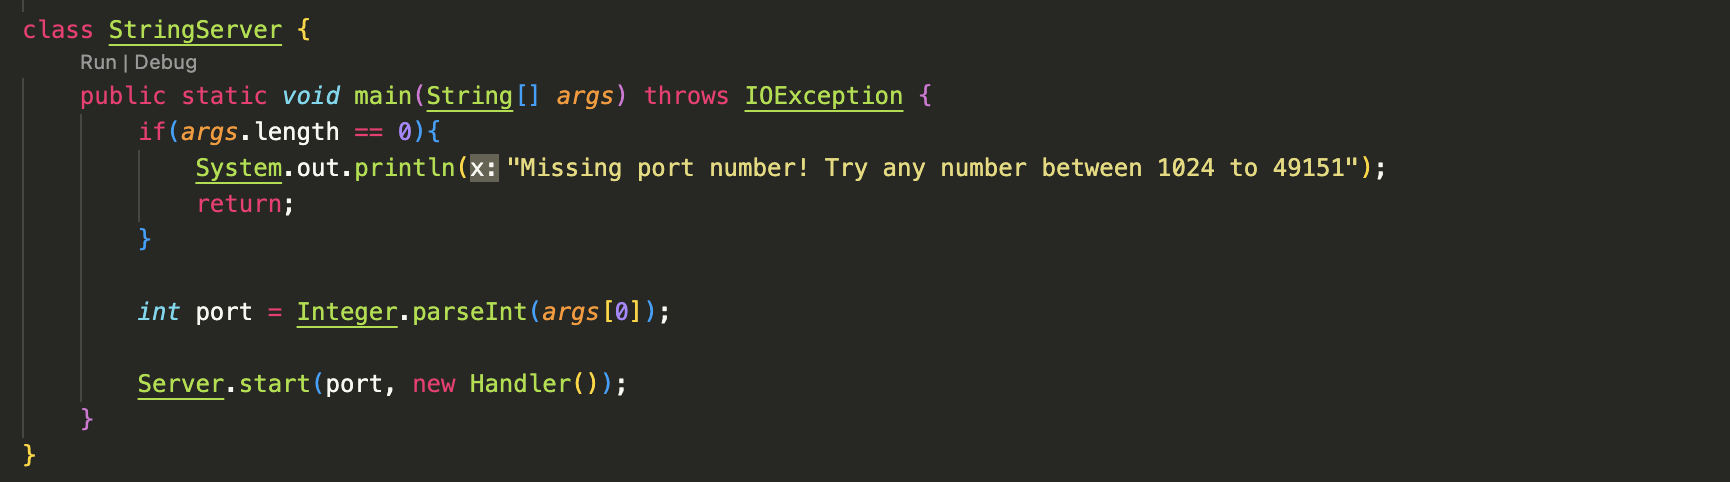 class StringServer {
Run | Debug
public static void main(String[] args) throws IOException {
if(args.length == 0){
System.out.println(x: "Missing port number! Try any number between 1024 to 49151");
return;
}
int port = Integer.parseInt(args[0]);
Server.start(port, new Handler());
}
}